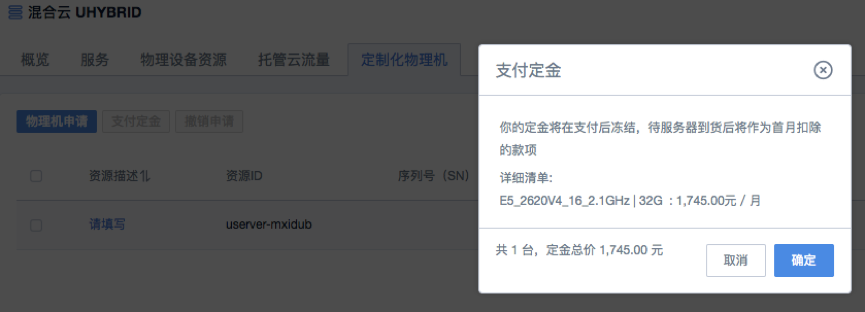 混合云 UHYBRID
概览 服务 物理设备资源 托管云流量 定制化物理机
物理机申请 支付定金 撤销申请
资源描述 资源ID 序列号（SN）
请填写 userver-mxidub
支付定金
你的定金将在支付后冻结，待服务器到货后将作为首月扣除
的款项
详细清单:
E5_2620V4_16_2.1GHz | 32G : 1,745.00元 / 月
共 1 台，定金总价 1,745.00 元
取消 确定